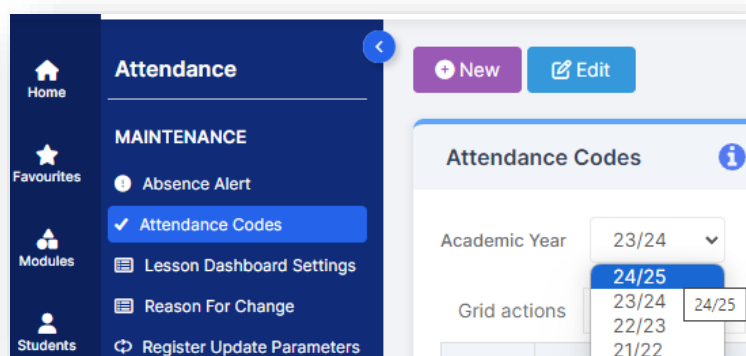 Home
Favourites
Modules
Students
Attendance
MAINTENANCE
Absence Alert
Attendance Codes
Lesson Dashboard Settings
Reason For Change
Register Update Parameters
New
Edit
Attendance Codes
Academic Year
23/24
24/25
23/24
22/23
21/22
24/25
Grid actions